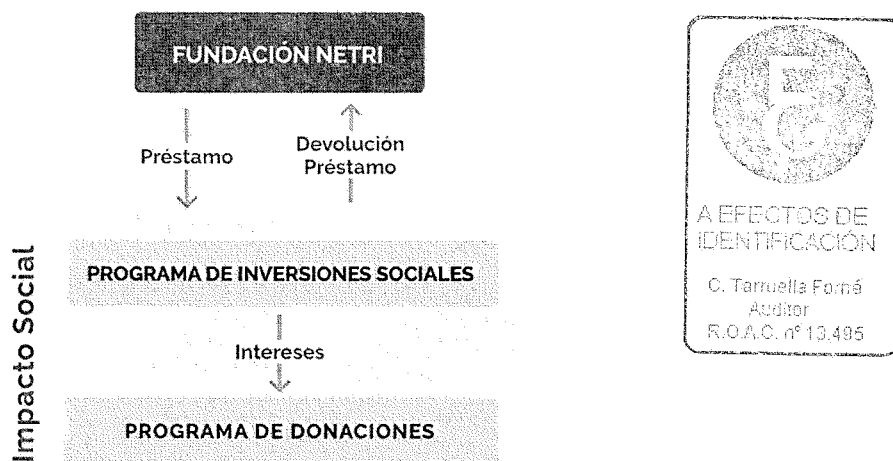 FUNDACIÓN NETRI
Préstamo
Devolución
Préstamo
PROGRAMA DE INVERSIONES SOCIALES
Intereses
PROGRAMA DE DONACIONES
Impacto Social
A EFECTOS DE
IDENTIFICACIÓN
C. Tarruella Forné
Auditor
R.O.A.C. nº 13.495